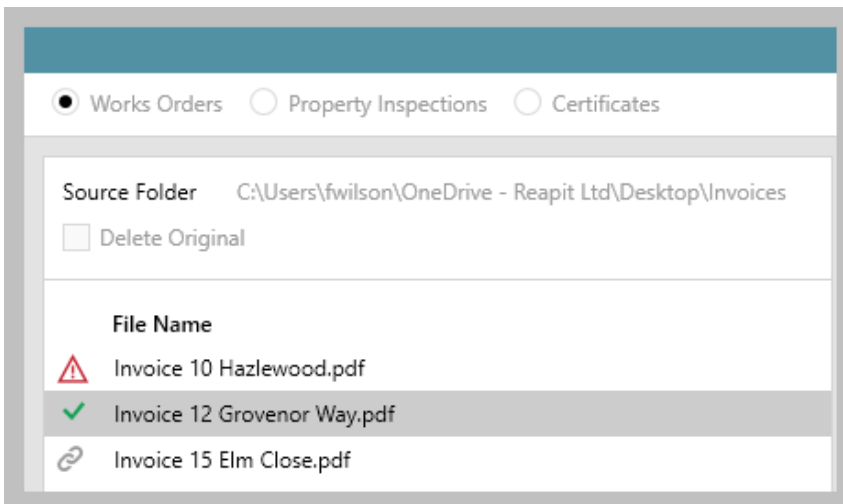 Works Orders Property Inspections Certificates
Source Folder C:\Users\fwilson\OneDrive - Reapit Ltd\Desktop\Invoices
Delete Original
File Name
Invoice 10 Hazlewood.pdf
Invoice 12 Grovenor Way.pdf
Invoice 15 Elm Close.pdf